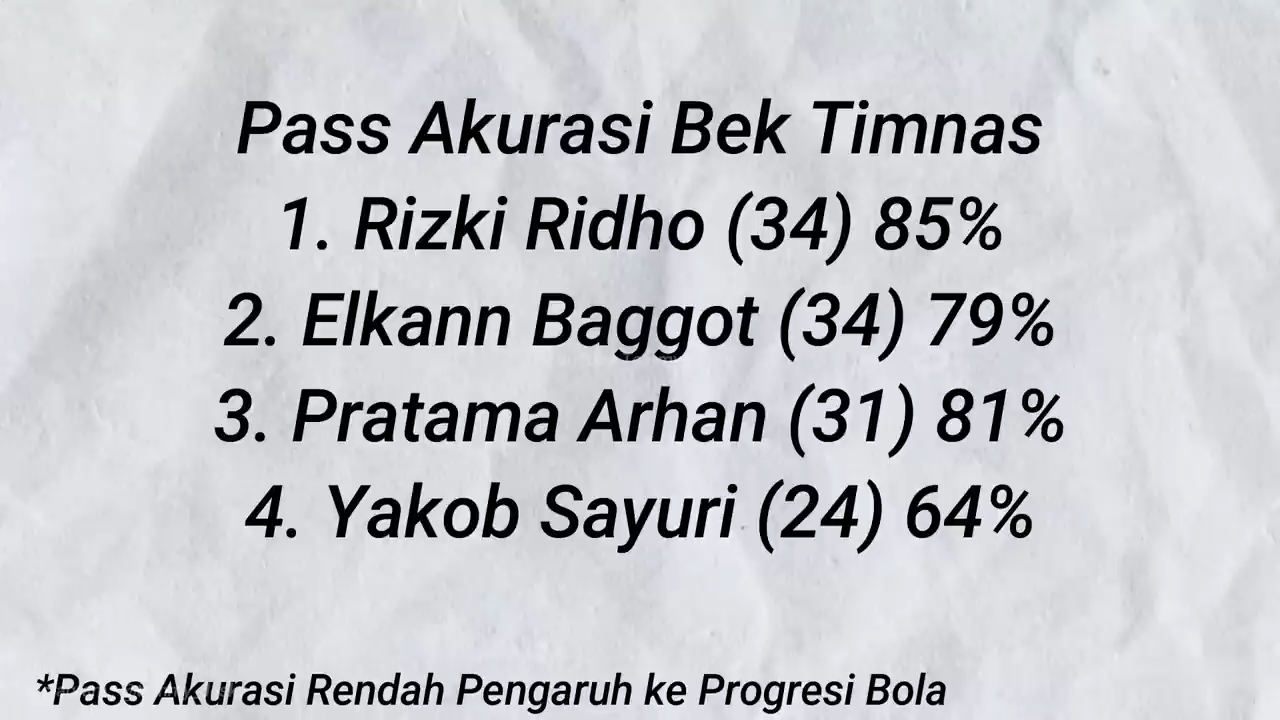 Pass Akurasi Bek Timnas
1. Rizki Ridho (34) 85%
2. Elkann Baggot (34) 79%
3. Pratama Arhan (31) 81%
4. Yakob Sayuri (24) 64%
*Pass Akurasi Rendah Pengaruh ke Progresi Bola